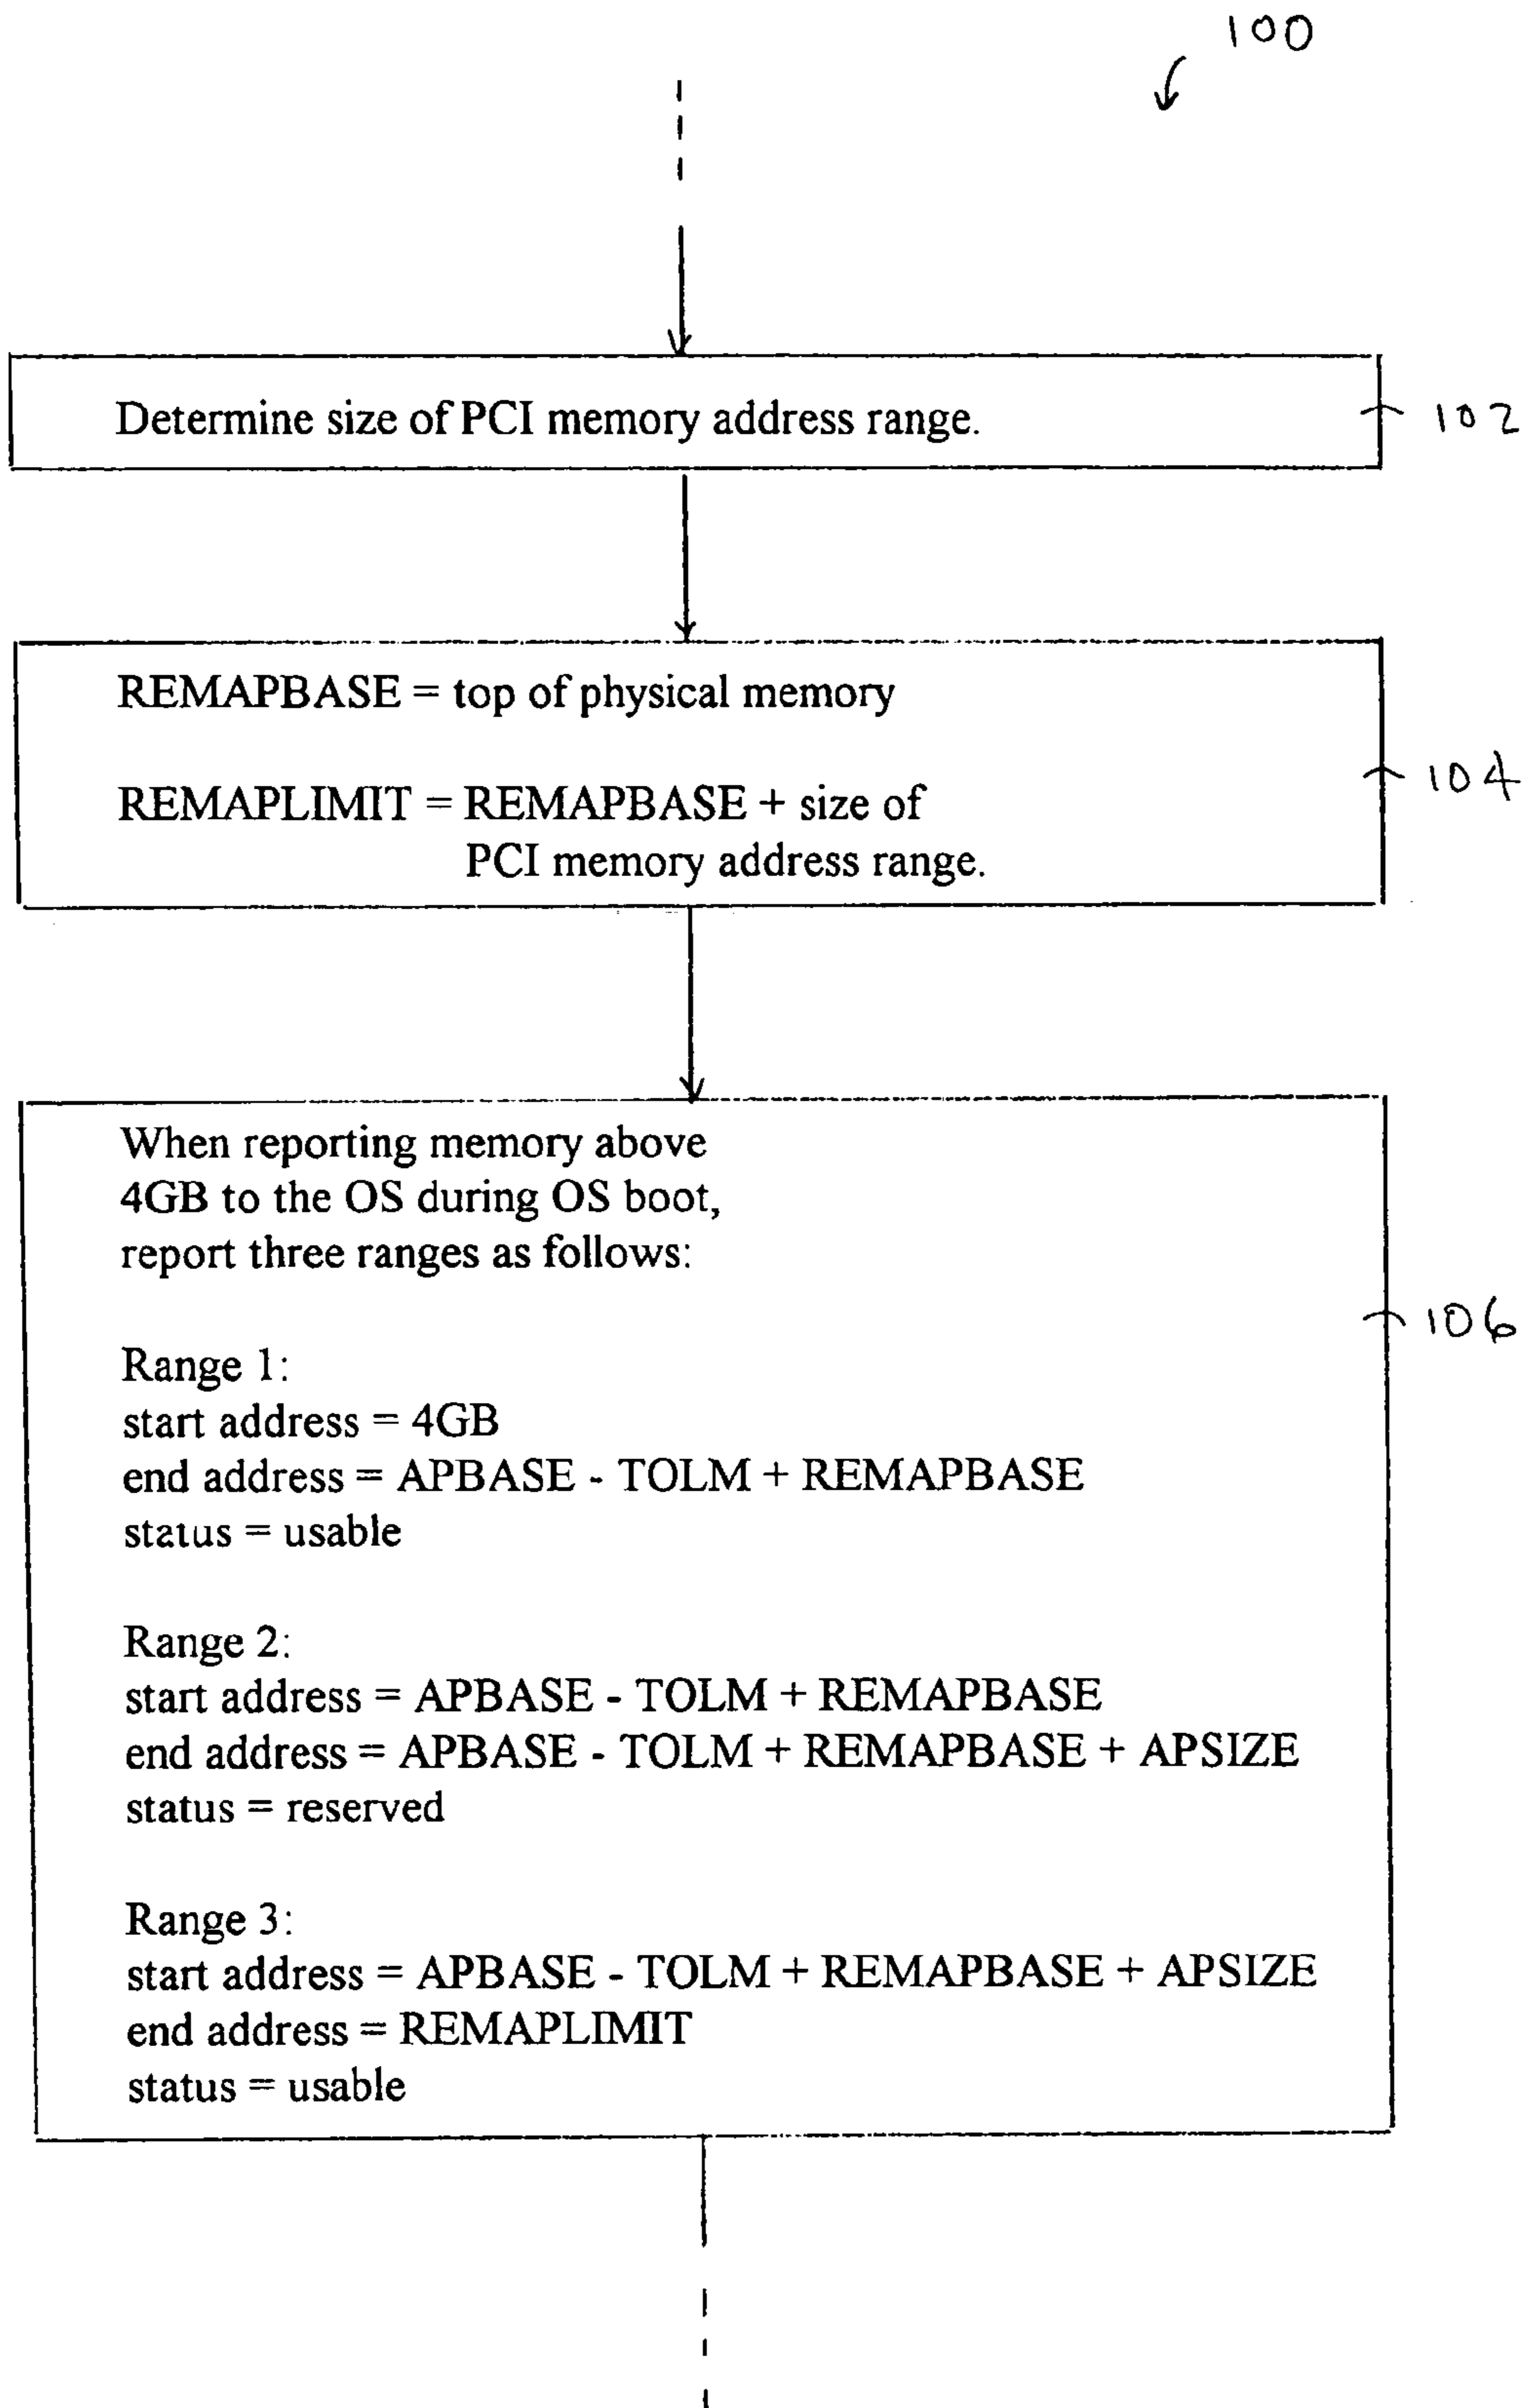 100
Determine size of PCI memory address range.
102
REMAPBASE = top of physical memory
REMAPLIMIT = REMAPBASE + size of
PCI memory address range.
104
When reporting memory above
4GB to the OS during OS boot,
report three ranges as follows:
106
Range 1:
start address = 4GB
end address = APBASE - TOLM + REMAPBASE
status = usable
Range 2:
start address = APBASE - TOLM + REMAPBASE
end address = APBASE - TOLM + REMAPBASE + APSIZE
status = reserved
Range 3:
start address = APBASE - TOLM + REMAPBASE + APSIZE
end address = REMAPLIMIT
status = usable